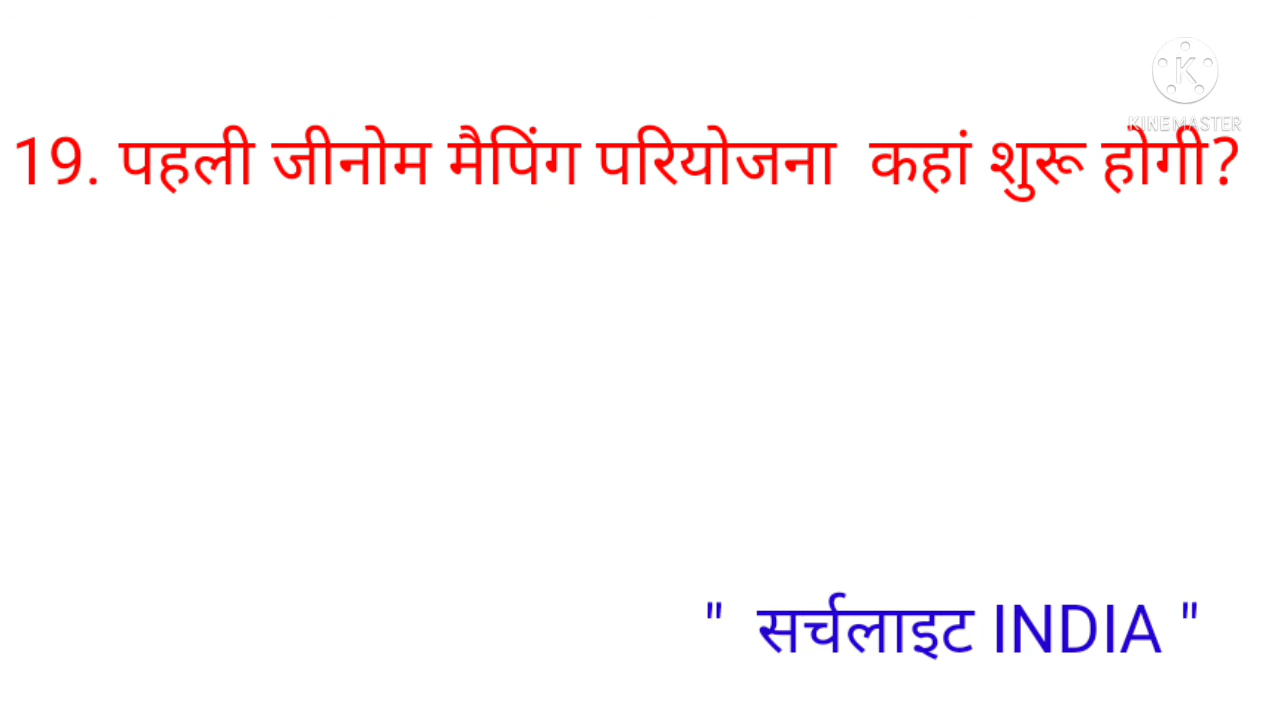 KINEMASTER
19. पहली जीनोम मैपिंग परियोजना कहां शुरू होगी?
" सर्चलाइट INDIA "